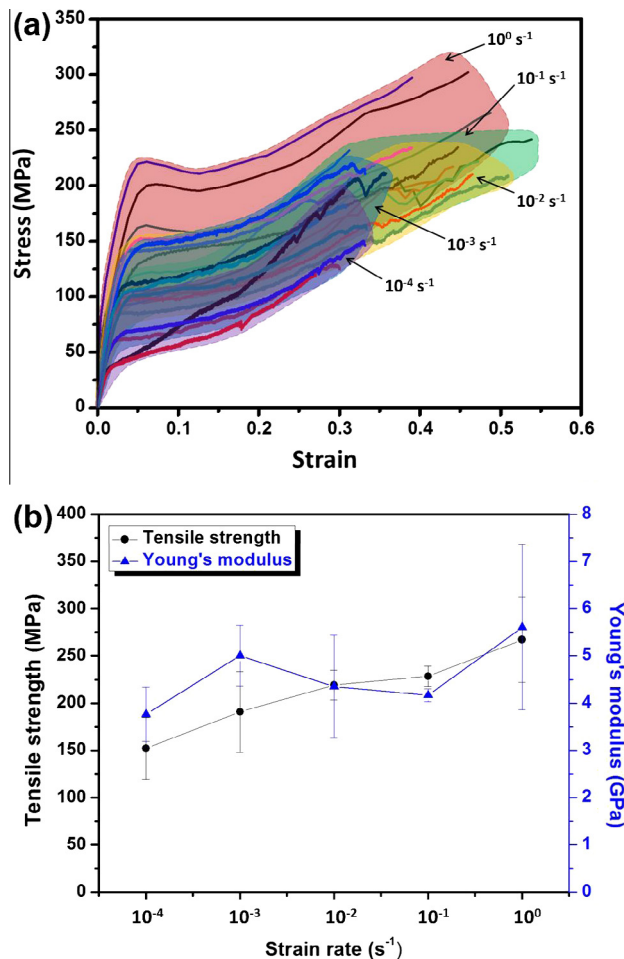 (a)
350
300
250
200
150
100
50
0
Stress (MPa)
10⁰ s⁻¹
10⁻¹ s⁻¹
10⁻² s⁻¹
10⁻³ s⁻¹
10⁻⁴ s⁻¹
0.0 0.1 0.2 0.3 0.4 0.5 0.6
Strain
(b)
400
350
300
250
200
150
100
50
0
Tensile strength (MPa)
Tensile strength
Young's modulus
8
7
6
5
4
3
2
1
0
Young's modulus (GPa)
10⁻⁴ 10⁻³ 10⁻² 10⁻¹ 10⁰
Strain rate (s⁻¹)